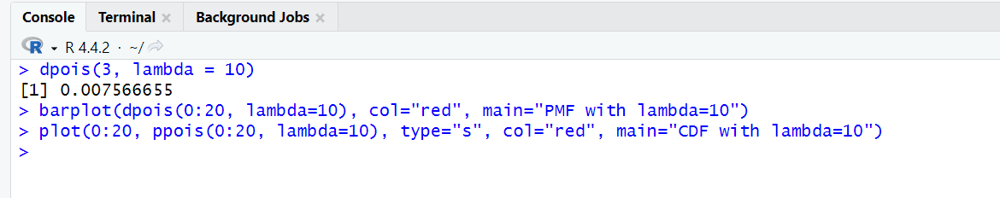 Console Terminal Background Jobs
R R 4.4.2 · ~/
> dpois(3, lambda = 10)
[1] 0.007566655
> barplot(dpois(0:20, lambda=10), col="red", main="PMF with lambda=10")
> plot(0:20, ppois(0:20, lambda=10), type="s", col="red", main="CDF with lambda=10")
>